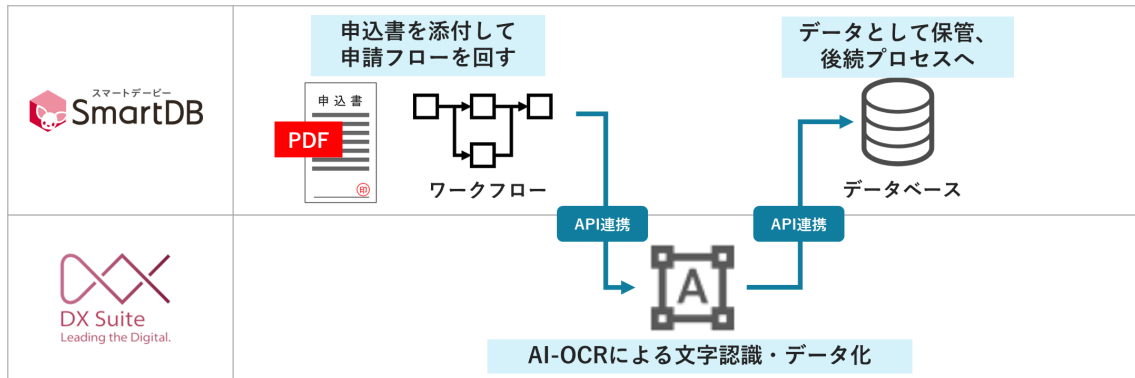 申込書を添付して
申請フローを回す
データとして保管、
後続プロセスへ
スマートデービー
SmartDB
申込書
PDF
印
ワークフロー
データベース
API連携
API連携
A
DX Suite
Leading the Digital.
AI-OCRによる文字認識・データ化